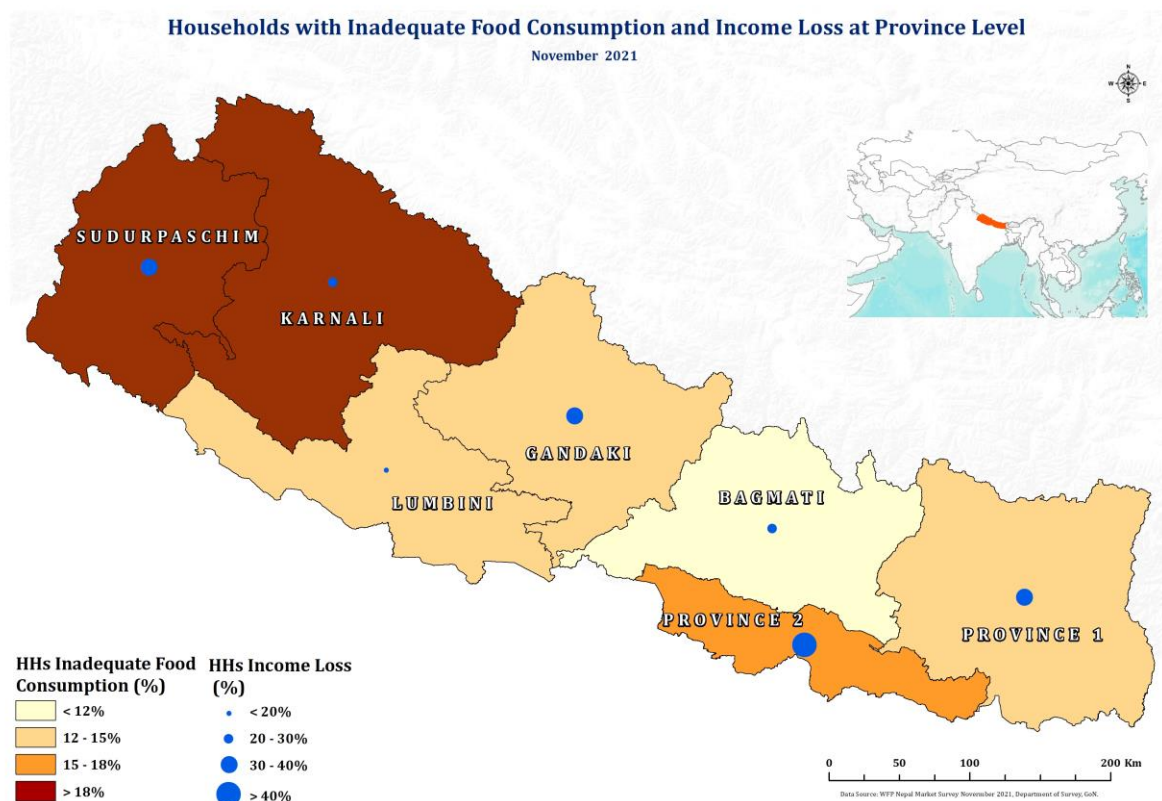 Households with Inadequate Food Consumption and Income Loss at Province Level
November 2021
N
W E
S
SUDURPASCHIM
KARNALI
GANDAKI
LUMBINI
BAGMATI
PROVINCE 2
PROVINCE 1
HHs Inadequate Food
Consumption (%)
< 12%
12 - 15%
15 - 18%
> 18%
HHs Income Loss
(%)
< 20%
20 - 30%
30 - 40%
> 40%
0 50 100 200 Km
Data Source: WFP Nepal Market Survey November 2021, Department of Survey, GoN.